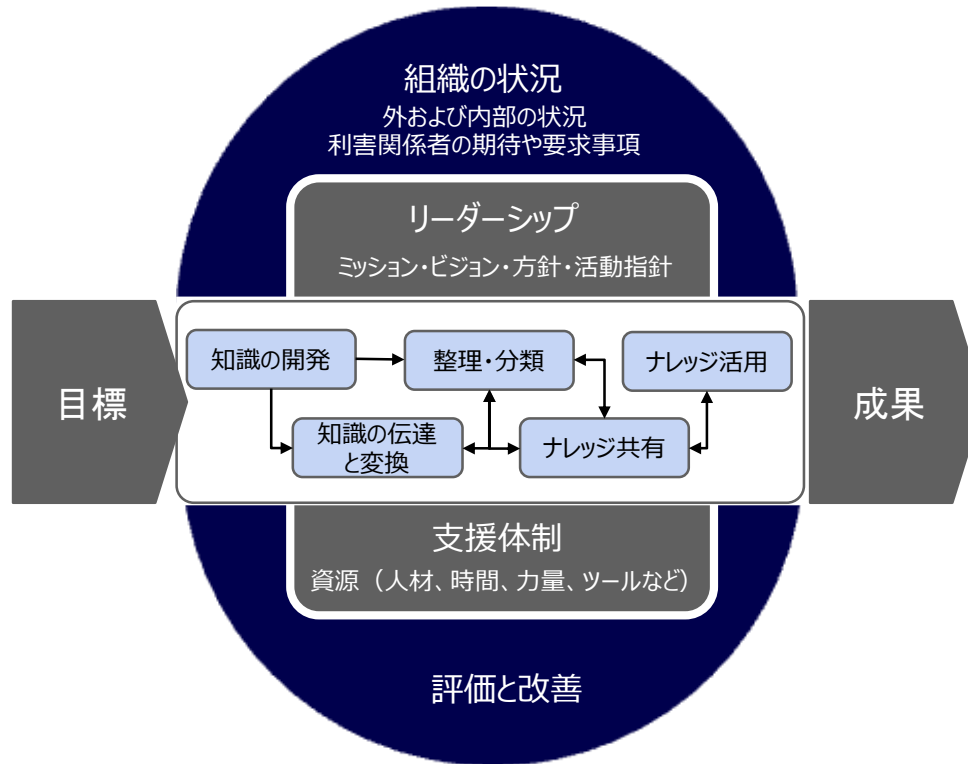 組織の状況
外および内部の状況
利害関係者の期待や要求事項
リーダーシップ
ミッション・ビジョン・方針・活動指針
目標
知識の開発
整理・分類
ナレッジ活用
知識の伝達
と変換
ナレッジ共有
成果
支援体制
資源（人材、時間、力量、ツールなど）
評価と改善